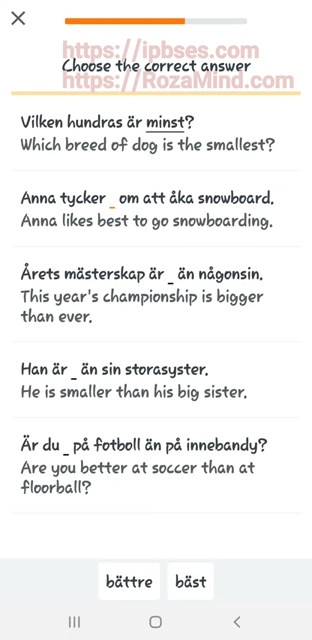 https://ipbses.com
Choose the correct answer
https://RozaMind.com
Vilken hundras är minst?
Which breed of dog is the smallest?
Anna tycker _ om att åka snowboard.
Anna likes best to go snowboarding.
Årets mästerskap är _ än någonsin.
This year's championship is bigger
than ever.
Han är _ än sin storasyster.
He is smaller than his big sister.
Är du _ på fotboll än på innebandy?
Are you better at soccer than at
floorball?
bättre bäst